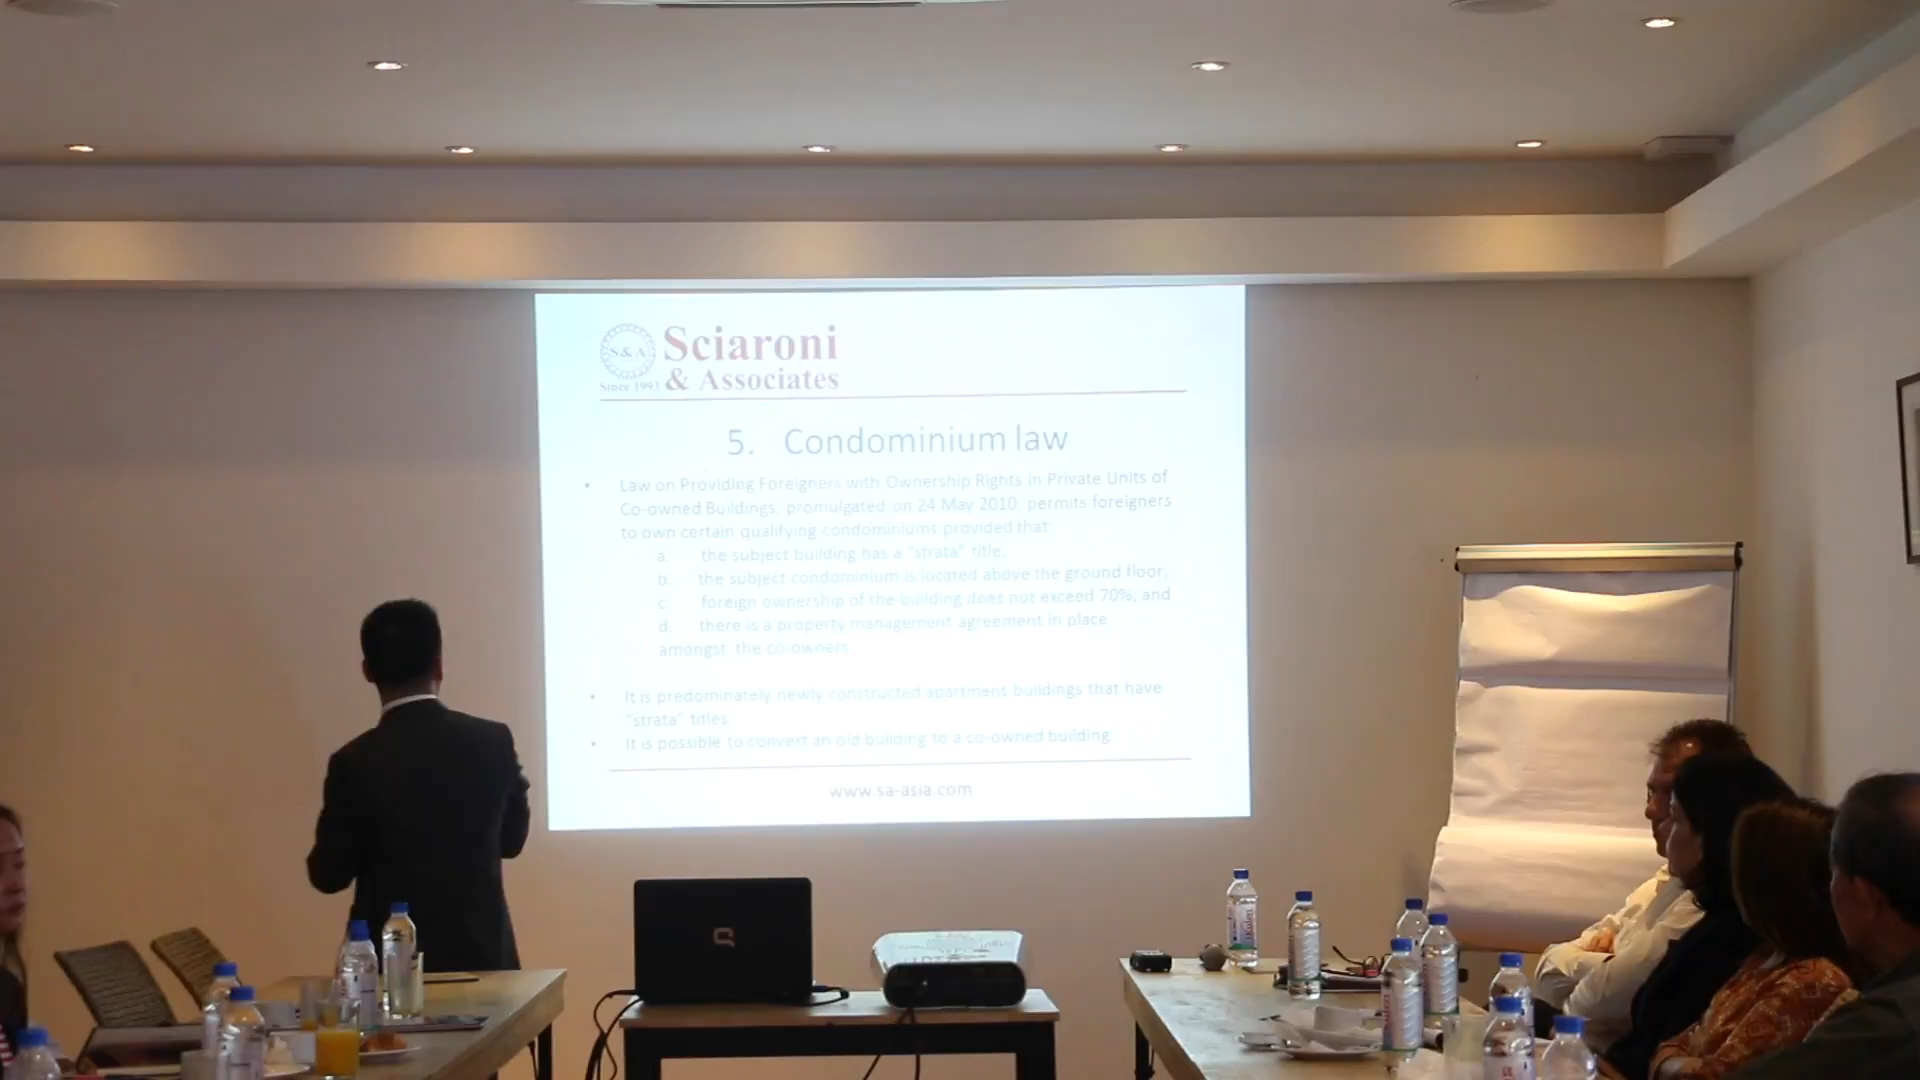 S & A
Since 1993
Sciaroni
& Associates
5. Condominium law
• Law on Providing Foreigners with Ownership Rights in Private Units of
Co-owned Buildings, promulgated on 24 May 2010, permits foreigners
to own certain qualifying condominiums provided that:
a. the subject building has a "strata" title;
b. the subject condominium is located above the ground floor;
c. foreign ownership of the building does not exceed 70%; and
d. there is a property management agreement in place
amongst the co-owners.
• It is predominately newly constructed apartment buildings that have
"strata" titles.
• It is possible to convert an old building to a co-owned building.
www.sa-asia.com